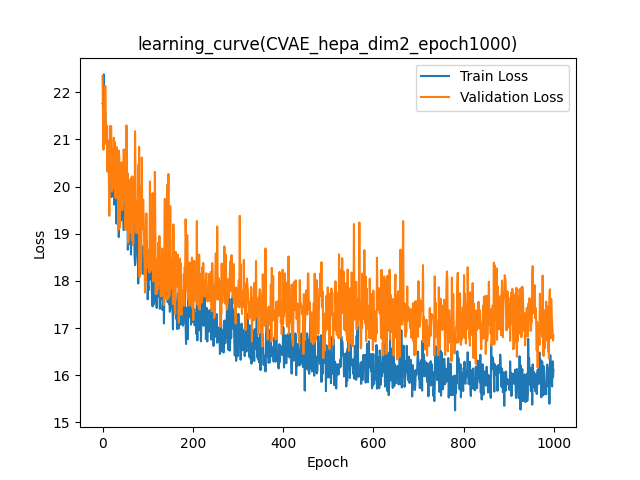 learning_curve(CVAE_hepa_dim2_epoch1000)
Train Loss
Validation Loss
22
21
20
19
18
17
16
15
Loss
0
200
400
600
800
1000
Epoch